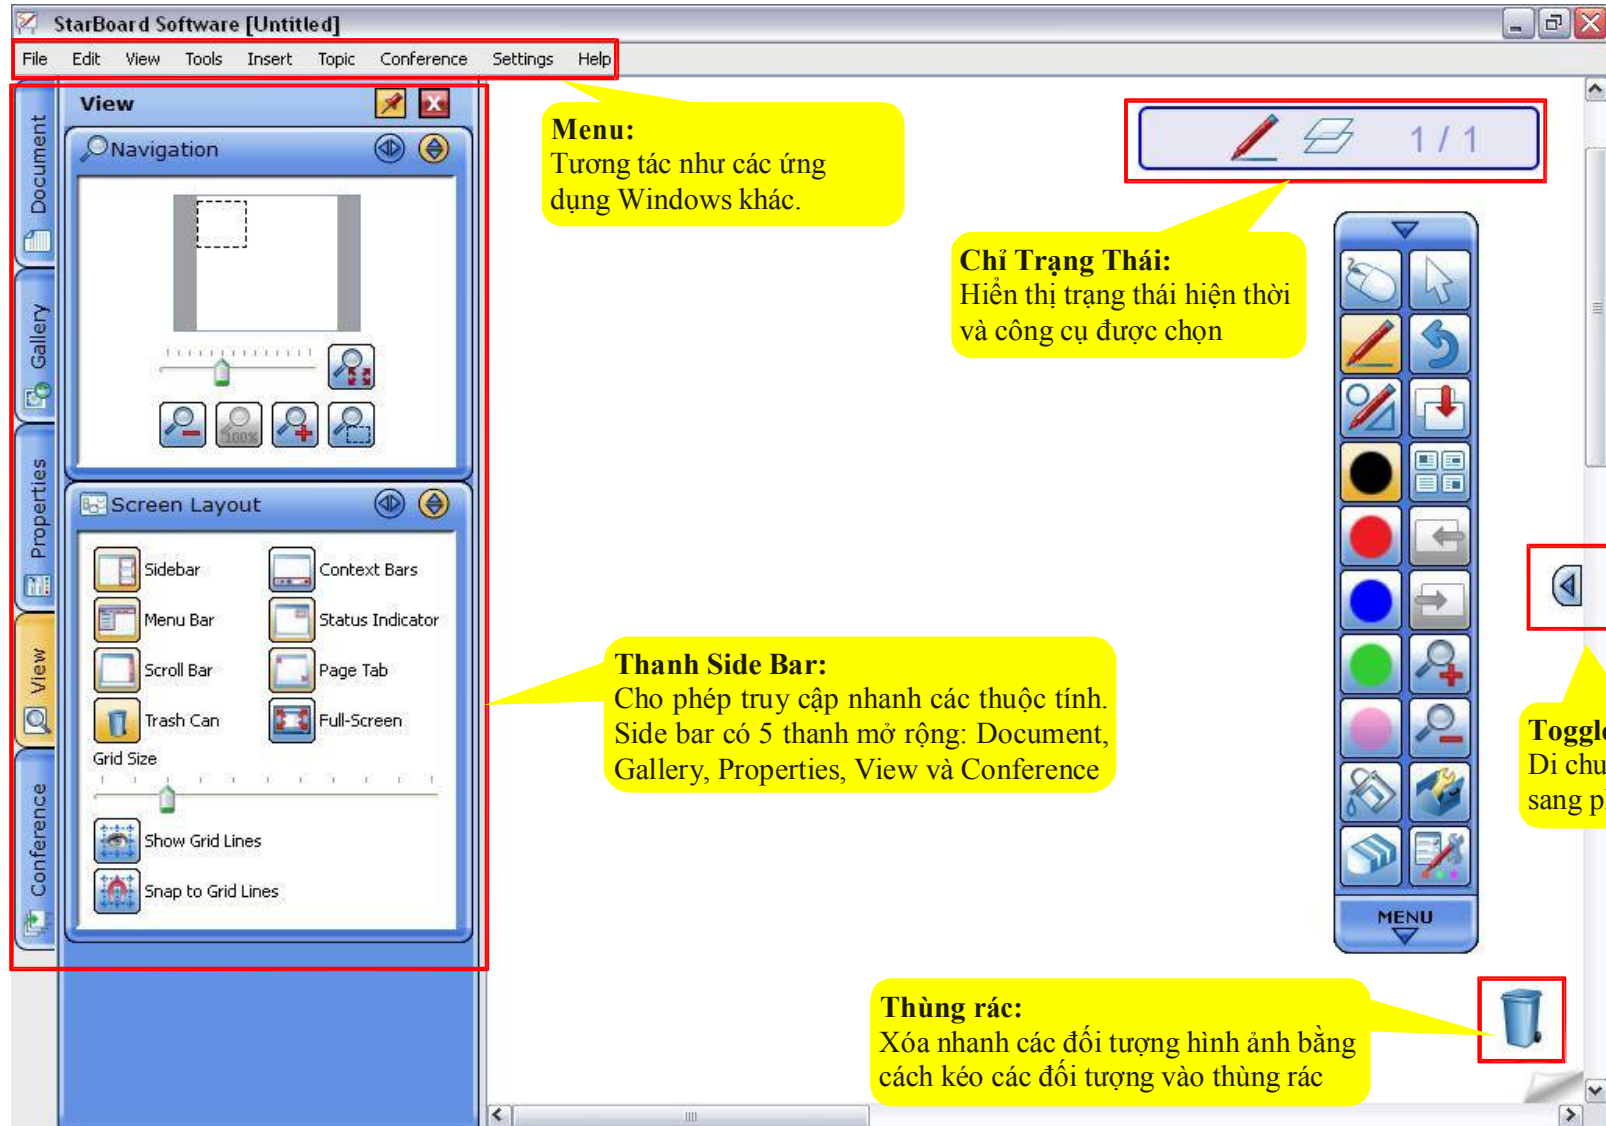 StarBoard Software [Untitled]
File Edit View Tools Insert Topic Conference Settings Help
View
Navigation
100%
Document
Gallery
Properties
View
Conference
Screen Layout
Sidebar Context Bars
Menu Bar Status Indicator
Scroll Bar Page Tab
Trash Can Full-Screen
Grid Size
Show Grid Lines
Snap to Grid Lines
Menu:
Tương tác như các ứng
dụng Windows khác.
1 / 1
Chỉ Trạng Thái:
Hiển thị trạng thái hiện thời
và công cụ được chọn
Thanh Side Bar:
Cho phép truy cập nhanh các thuộc tính.
Side bar có 5 thanh mở rộng: Document,
Gallery, Properties, View và Conference
Toggle
Di chu
sang p
MENU
Thùng rác:
Xóa nhanh các đối tượng hình ảnh bằng
cách kéo các đối tượng vào thùng rác